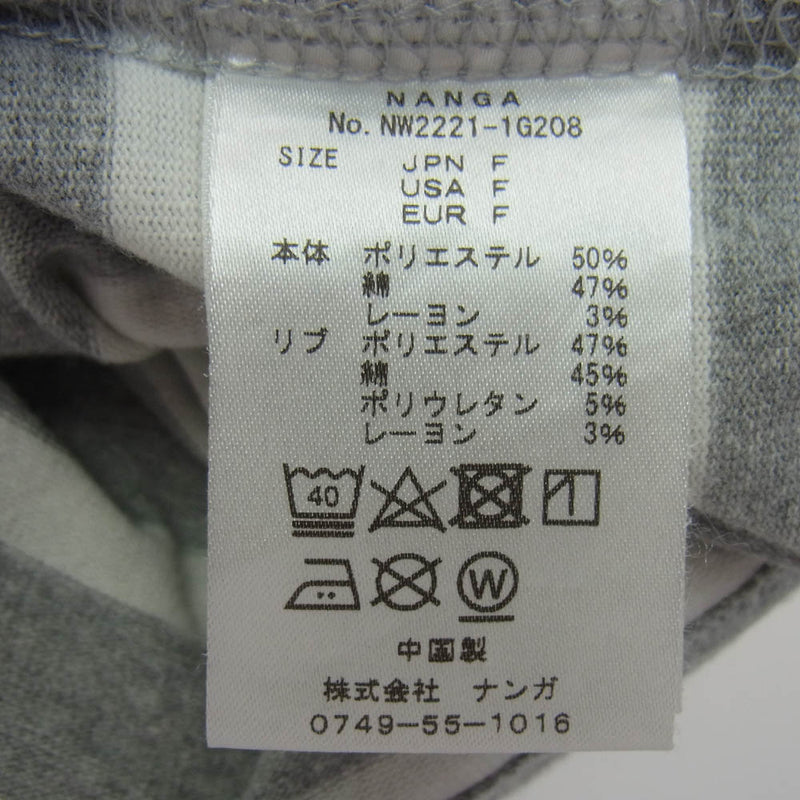 NANGA
No. NW2221-1G208
SIZE JPN F
USA F
EUR F
本体 ポリエステル 50%
綿 47%
レーヨン 3%
リブ ポリエステル 47%
綿 45%
ポリウレタン 5%
レーヨン 3%
40
W
中国製
株式会社 ナンガ
0749-55-1016